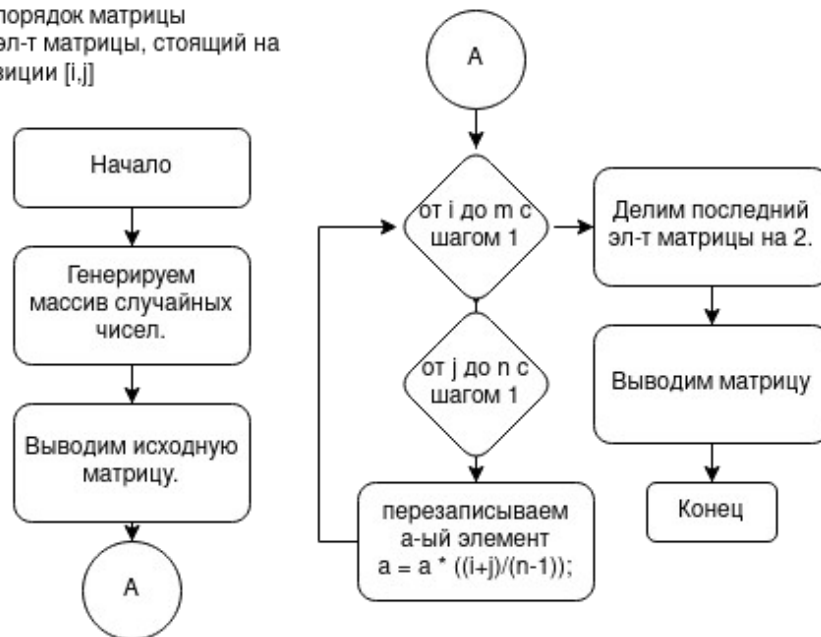 порядок матрицы
эл-т матрицы, стоящий на
зиции [i,j]
Начало
Генерируем
массив случайных
чисел.
Выводим исходную
матрицу.
А
А
от i до m с
шагом 1
от j до n с
шагом 1
перезаписываем
а-ый элемент
a = a * ((i+j)/(n-1));
Делим последний
эл-т матрицы на 2.
Выводим матрицу
Конец